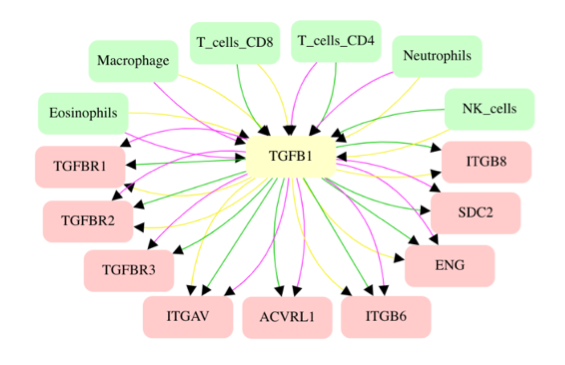 T_cells_CD8
T_cells_CD4
Macrophage
Neutrophils
Eosinophils
NK_cells
TGFB1
TGFBR1
ITGB8
TGFBR2
SDC2
TGFBR3
ENG
ITGAV
ACVRL1
ITGB6